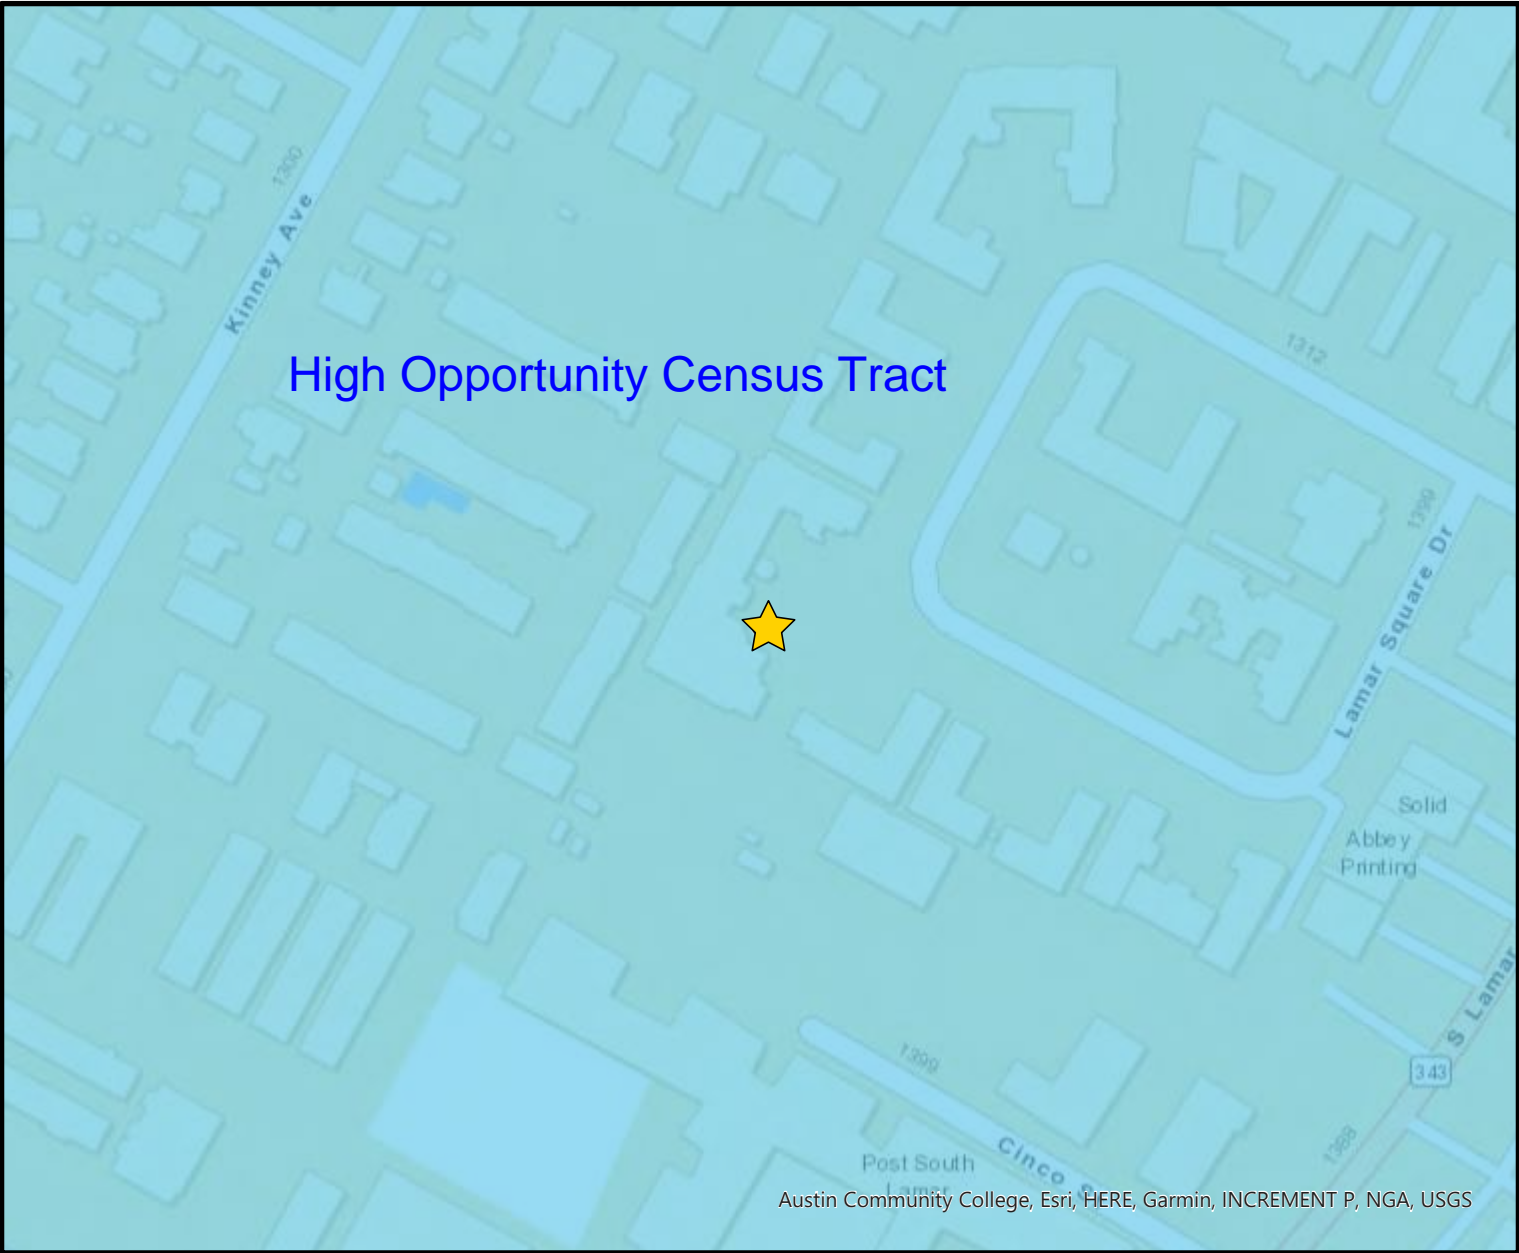 1300
Kinney Ave
High Opportunity Census Tract
1312
1399
Lamar Square Dr
Solid
Abbey
Printing
S Lamar
343
1399
1388
Cinco
Post South
Lamar
Austin Community College, Esri, HERE, Garmin, INCREMENT P, NGA, USGS